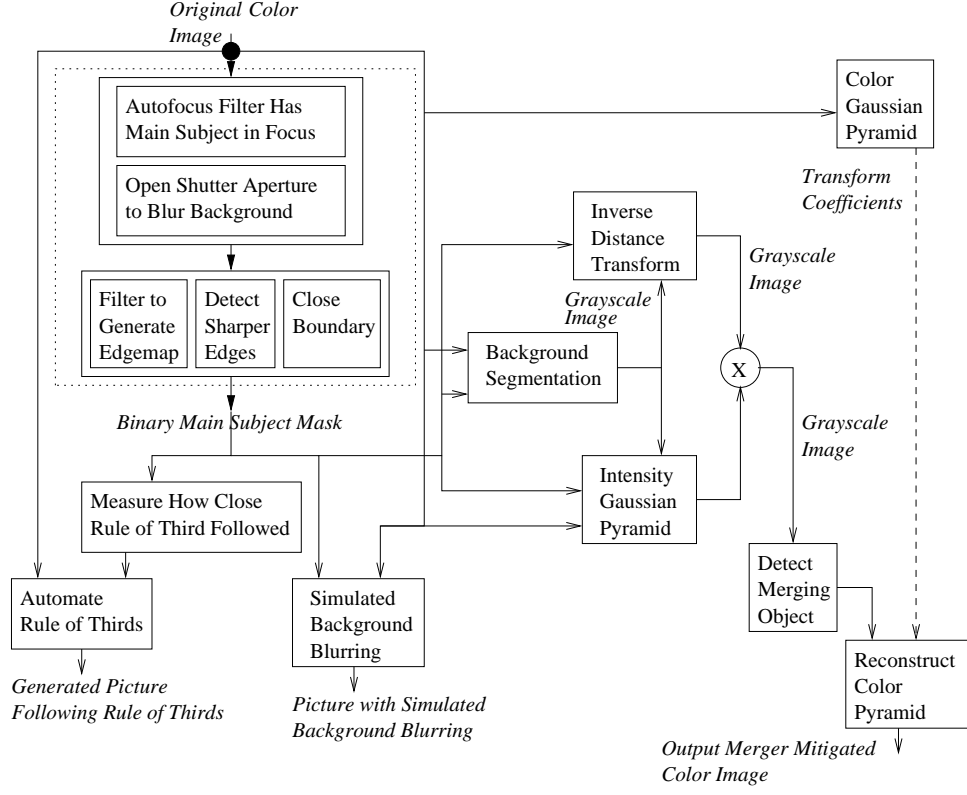 Original Color
Image
Autofocus Filter Has
Main Subject in Focus
Open Shutter Aperture
to Blur Background
Filter to
Generate
Edgemap
Detect
Sharper
Edges
Close
Boundary
Binary Main Subject Mask
Measure How Close
Rule of Third Followed
Automate
Rule of Thirds
Generated Picture
Following Rule of Thirds
Simulated
Background
Blurring
Picture with Simulated
Background Blurring
Background
Segmentation
Inverse
Distance
Transform
Grayscale
Image
Intensity
Gaussian
Pyramid
Grayscale
Image
X
Grayscale
Image
Color
Gaussian
Pyramid
Transform
Coefficients
Detect
Merging
Object
Reconstruct
Color
Pyramid
Output Merger Mitigated
Color Image